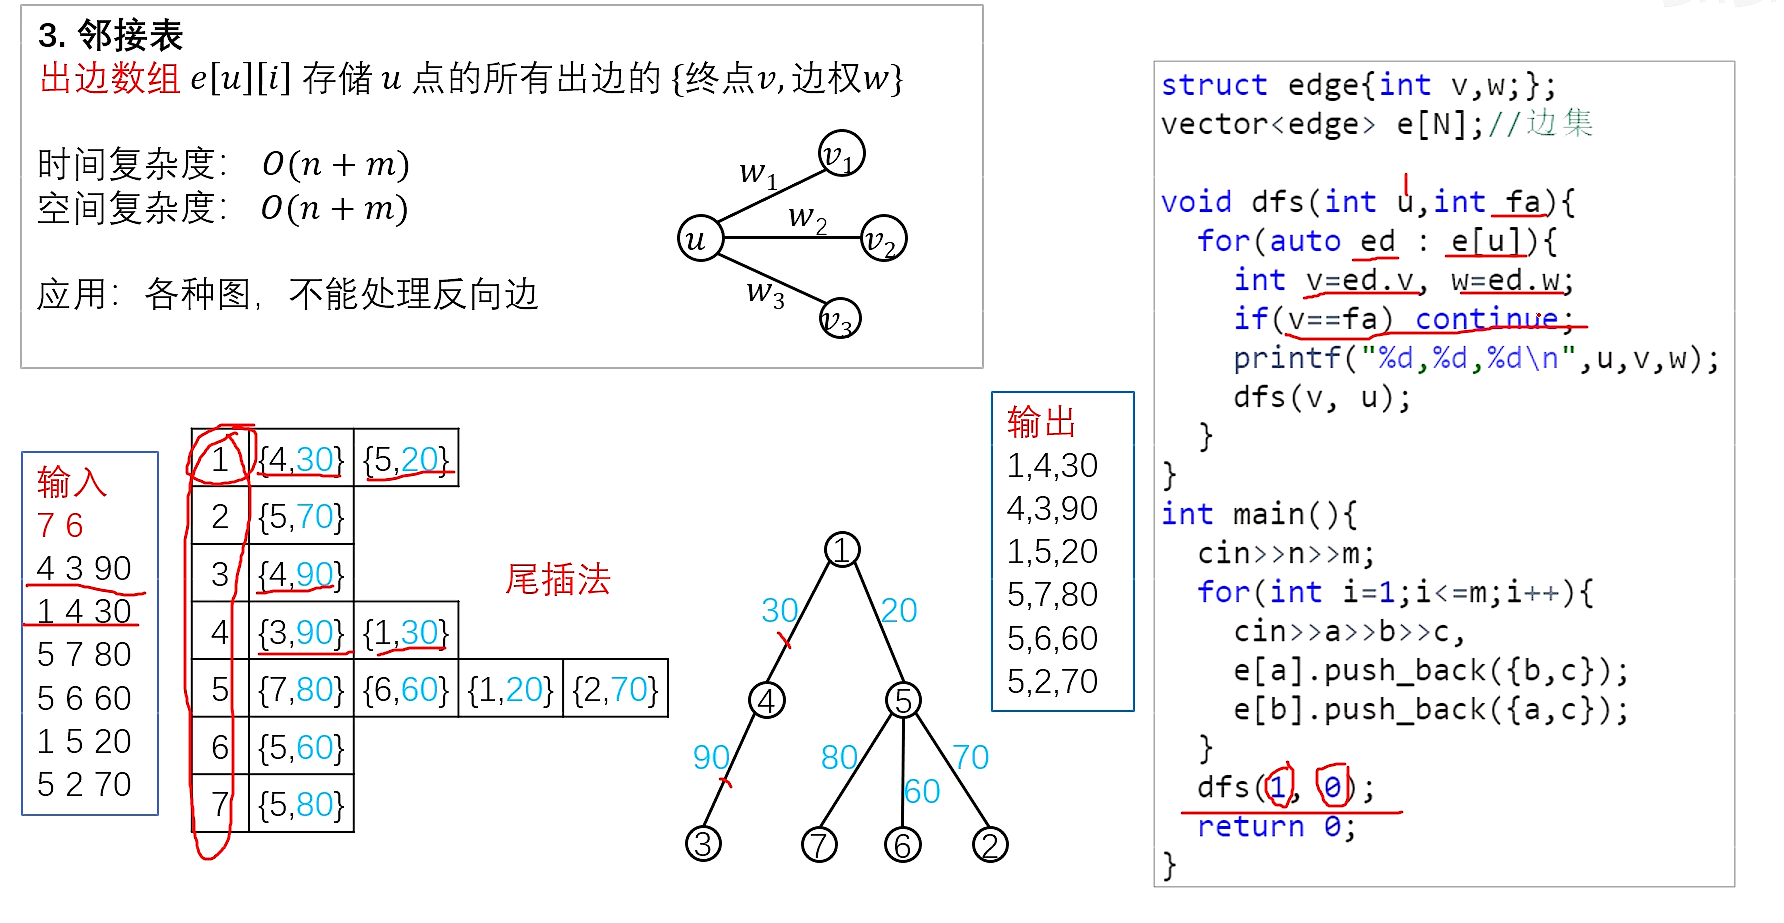 3. 邻接表
出边数组 e[u][i] 存储 u 点的所有出边的 {终点v, 边权w}
时间复杂度： O(n + m)
空间复杂度： O(n + m)
应用：各种图，不能处理反向边
u
w1
v1
w2
v2
w3
v3
输入
7 6
4 3 90
1 4 30
5 7 80
5 6 60
1 5 20
5 2 70
1 {4,30} {5,20}
2 {5,70}
3 {4,90}
4 {3,90} {1,30}
5 {7,80} {6,60} {1,20} {2,70}
6 {5,60}
7 {5,80}
尾插法
1
30 20
4 5
90 80 60 70
3 7 6 2
输出
1,4,30
4,3,90
1,5,20
5,7,80
5,6,60
5,2,70
struct edge{int v,w;};
vector<edge> e[N];//边集
void dfs(int u,int fa){
for(auto ed : e[u]){
int v=ed.v, w=ed.w;
if(v==fa) continue;
printf("%d,%d,%d\n",u,v,w);
dfs(v, u);
}
}
int main(){
cin>>n>>m;
for(int i=1;i<=m;i++){
cin>>a>>b>>c,
e[a].push_back({b,c});
e[b].push_back({a,c});
}
dfs(1, 0);
return 0;
}